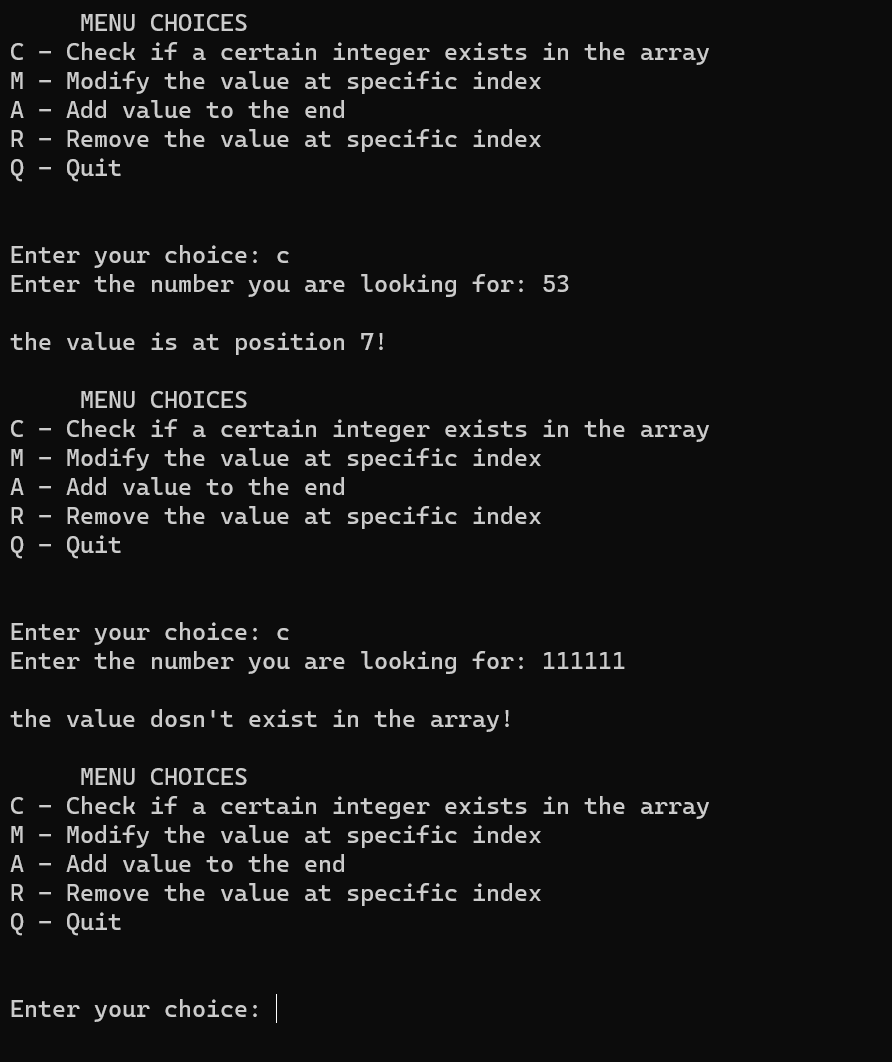 MENU CHOICES
C - Check if a certain integer exists in the array
M - Modify the value at specific index
A - Add value to the end
R - Remove the value at specific index
Q - Quit
Enter your choice: c
Enter the number you are looking for: 53
the value is at position 7!
MENU CHOICES
C - Check if a certain integer exists in the array
M - Modify the value at specific index
A - Add value to the end
R - Remove the value at specific index
Q - Quit
Enter your choice: c
Enter the number you are looking for: 111111
the value dosn't exist in the array!
MENU CHOICES
C - Check if a certain integer exists in the array
M - Modify the value at specific index
A - Add value to the end
R - Remove the value at specific index
Q - Quit
Enter your choice: